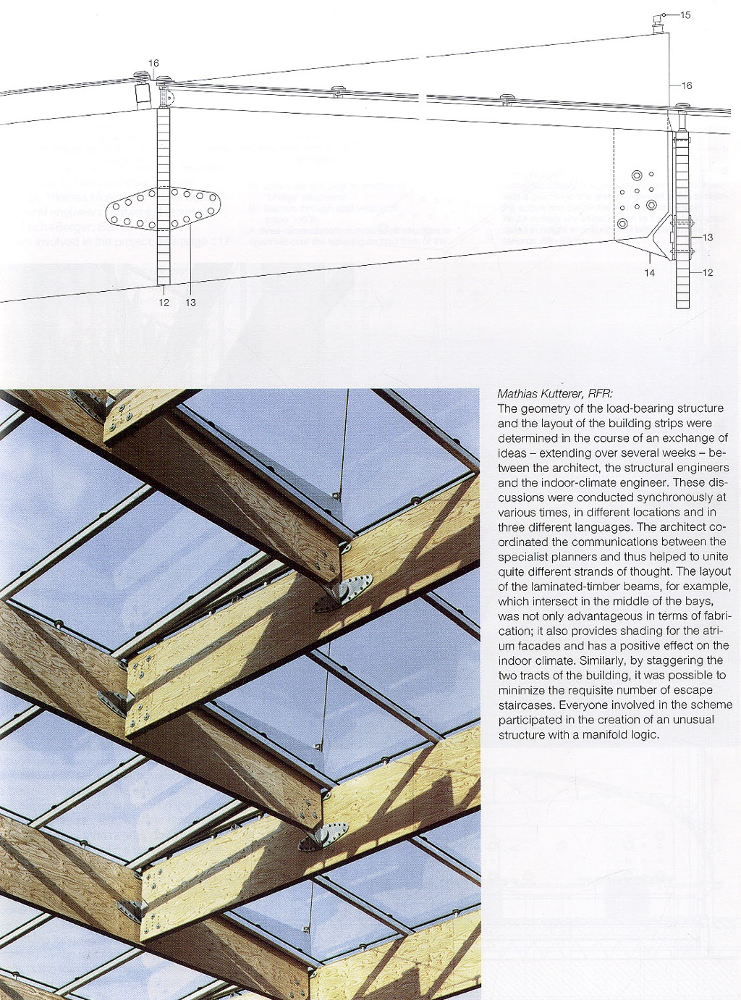 15
16
16
13
14
12
12
13
Mathias Kutterer, RFR:
The geometry of the load-bearing structure
and the layout of the building strips were
determined in the course of an exchange of
ideas – extending over several weeks – be-
tween the architect, the structural engineers
and the indoor-climate engineer. These dis-
cussions were conducted synchronously at
various times, in different locations and in
three different languages. The architect co-
ordinated the communications between the
specialist planners and thus helped to unite
quite different strands of thought. The layout
of the laminated-timber beams, for example,
which intersect in the middle of the bays,
was not only advantageous in terms of fabri-
cation; it also provides shading for the atri-
um facades and has a positive effect on the
indoor climate. Similarly, by staggering the
two tracts of the building, it was possible to
minimize the requisite number of escape
staircases. Everyone involved in the scheme
participated in the creation of an unusual
structure with a manifold logic.